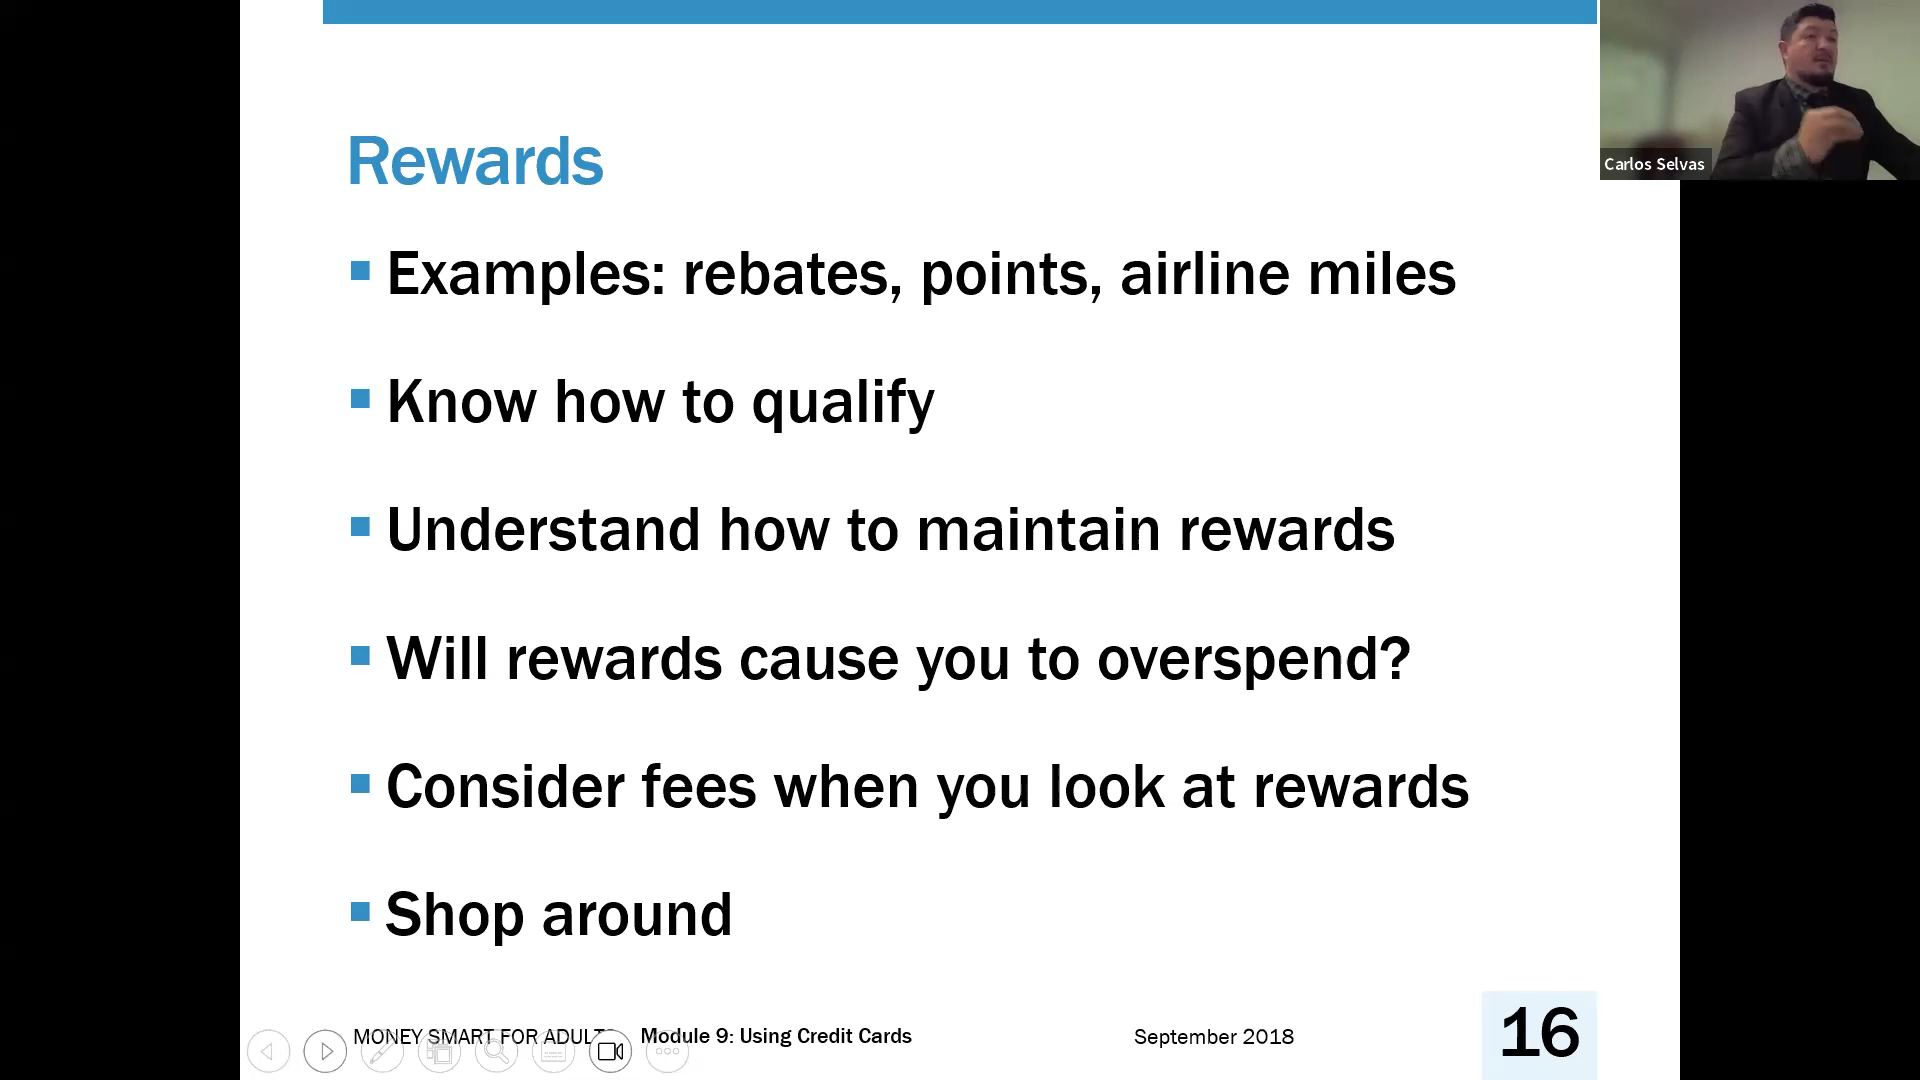 Rewards
Examples: rebates, points, airline miles
Know how to qualify
Understand how to maintain rewards
Will rewards cause you to overspend?
Consider fees when you look at rewards
Shop around
MONEY SMART FOR ADULTS
Module 9: Using Credit Cards
September 2018
16
Carlos Selvas